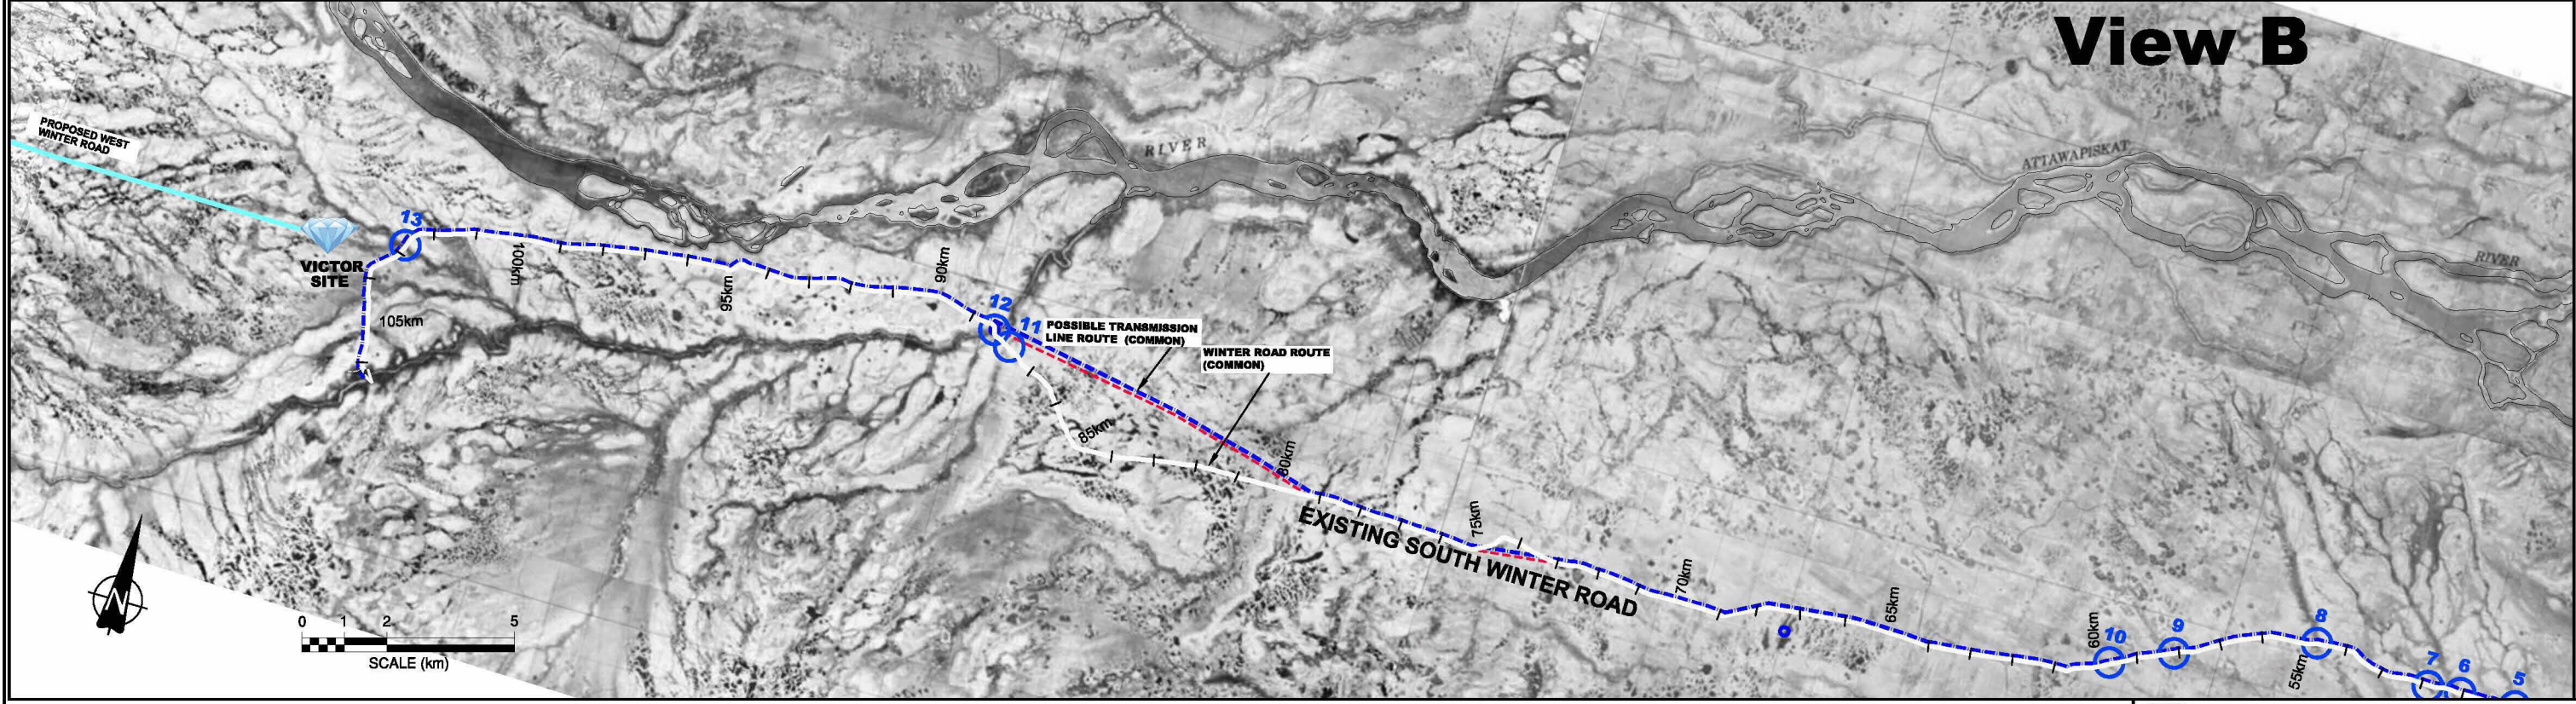 View B
ATTAWAPISKAT
RIVER
ATTAWAPISKAT
RIVER
PROPOSED WEST
WINTER ROAD
13
VICTOR
SITE
100km
95km
90km
105km
12
11
POSSIBLE TRANSMISSION
LINE ROUTE (COMMON)
WINTER ROAD ROUTE
(COMMON)
85km
80km
EXISTING SOUTH WINTER ROAD
75km
70km
65km
60km
10
9
8
55km
7
6
5
N
0 1 2 5
SCALE (km)